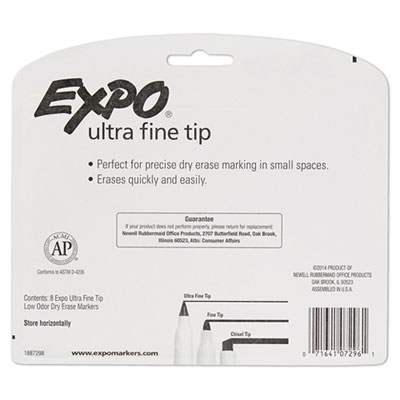 EXPO®
ultra fine tip
• Perfect for precise dry erase marking in small spaces.
• Erases quickly and easily.
Guarantee
If your product does not perform properly, please return for replacement:
Newell Rubbermaid Office Products, 2707 Butterfield Road, Oak Brook,
Illinois 60523, Attn: Consumer Affairs
ACMI
AP
Conforms to ASTM D-4236
©2014 PRODUCT OF
NEWELL RUBBERMAID OFFICE PRODUCTS
OAK BROOK, IL 60523
ASSEMBLED IN U.S.A.
Contents: 8 Expo Ultra Fine Tip
Low Odor Dry Erase Markers
Store horizontally
Ultra Fine Tip
Fine Tip
Chisel Tip
1887298
www.expomarkers.com
0 71641 07296 1